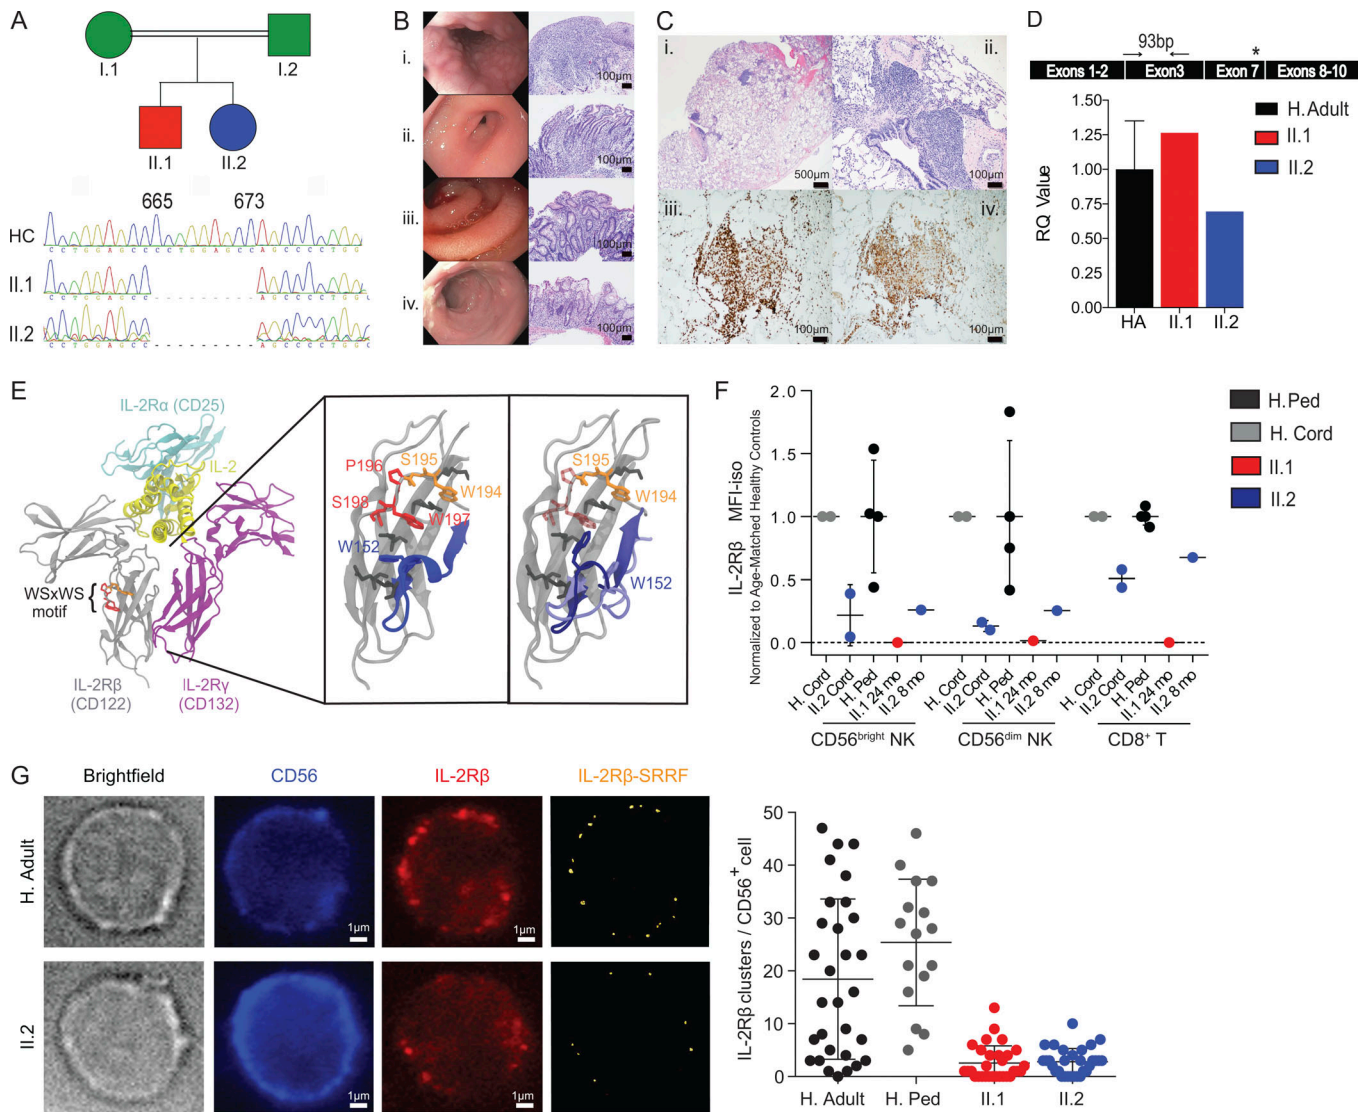 A
I.1
I.2
II.1
II.2
665
673
HC
C C T G G A G C C C C T G G A G C C A G C C C C T G
II.1
C C T G G A G C C - - - - - - - - - A G C C C C T G G
II.2
C C T G G A G C C - - - - - - - - - A G C C C C T G G
B
i.
100μm
ii.
100μm
iii.
100μm
iv.
100μm
C
i.
500μm
ii.
100μm
iii.
100μm
iv.
100μm
D
93bp
*
Exons 1-2
Exon3
Exon 7
Exons 8-10
RQ Value
1.50
1.25
1.00
0.75
0.50
0.25
0.00
HA
II.1
II.2
H.Adult
II.1
II.2
E
IL-2Rα (CD25)
IL-2
WSxWS
motif
IL-2Rβ
(CD122)
IL-2Rγ
(CD132)
P196
S195
W194
S198
W197
W152
S195
W194
W152
F
IL-2Rβ MFI-iso
Normalized to Age-Matched Healthy Controls
2.0
1.5
1.0
0.5
0.0
H. Cord
II.2 Cord
H. Ped
II.1 24 mo
II.2 8 mo
H. Cord
II.2 Cord
H. Ped
II.1 24 mo
II.2 8 mo
H. Cord
II.2 Cord
H. Ped
II.1 24 mo
II.2 8 mo
CD56bright NK
CD56dim NK
CD8+ T
H.Ped
H. Cord
II.1
II.2
G
Brightfield
CD56
IL-2Rβ
IL-2Rβ-SRRF
H. Adult
1μm
1μm
II.2
1μm
1μm
IL-2Rβ clusters / CD56+ cell
50
40
30
20
10
0
H. Adult
H. Ped
II.1
II.2